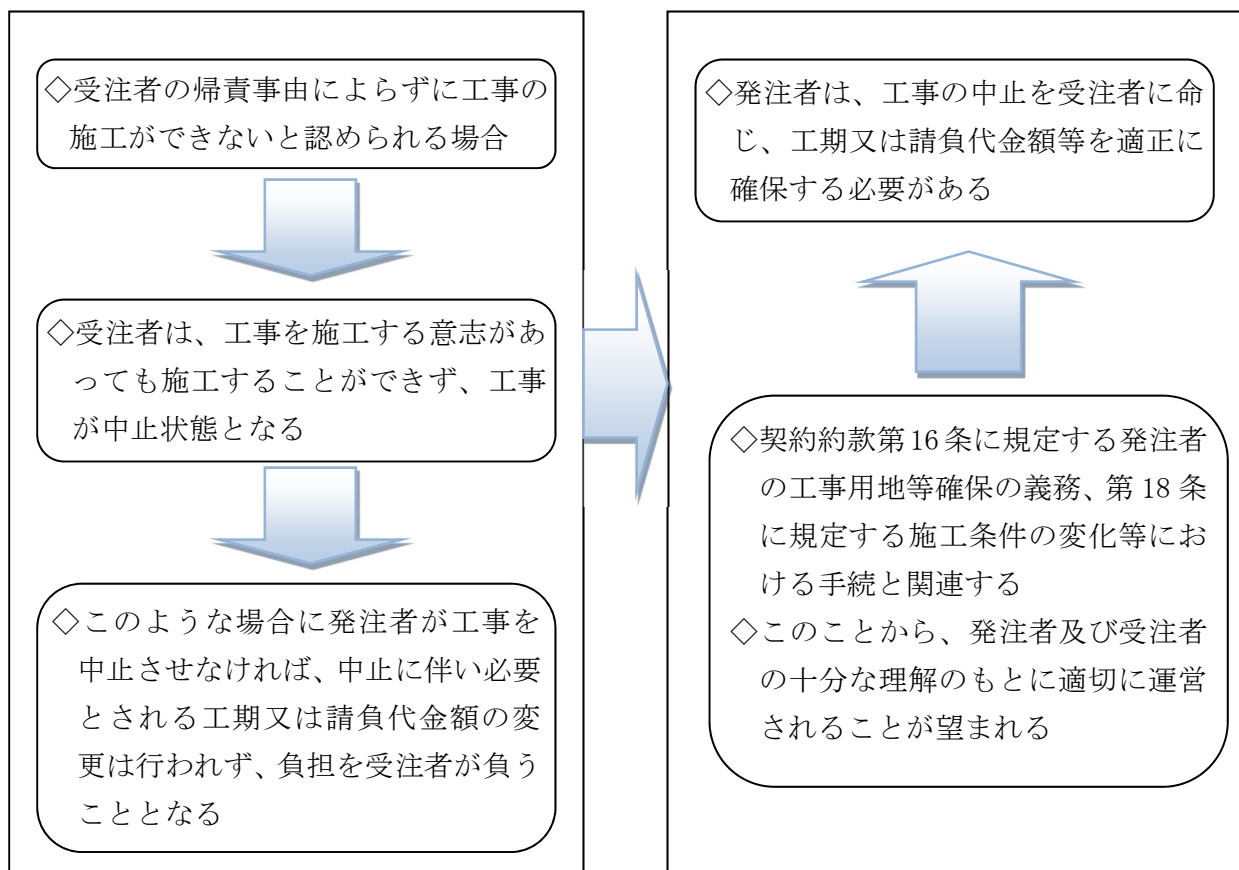 ◇受注者の帰責事由によらずに工事の
施工ができないと認められる場合
◇受注者は、工事を施工する意志があ
っても施工することができず、工事
が中止状態となる
◇このような場合に発注者が工事を
中止させなければ、中止に伴い必要
とされる工期又は請負代金額の変
更は行われず、負担を受注者が負う
こととなる
◇発注者は、工事の中止を受注者に命
じ、工期又は請負代金額等を適正に
確保する必要がある
◇契約約款第16条に規定する発注者
の工事用地等確保の義務、第18条
に規定する施工条件の変化等にお
ける手続と関連する
◇このことから、発注者及び受注者
の十分な理解のもとに適切に運営
されることが望まれる